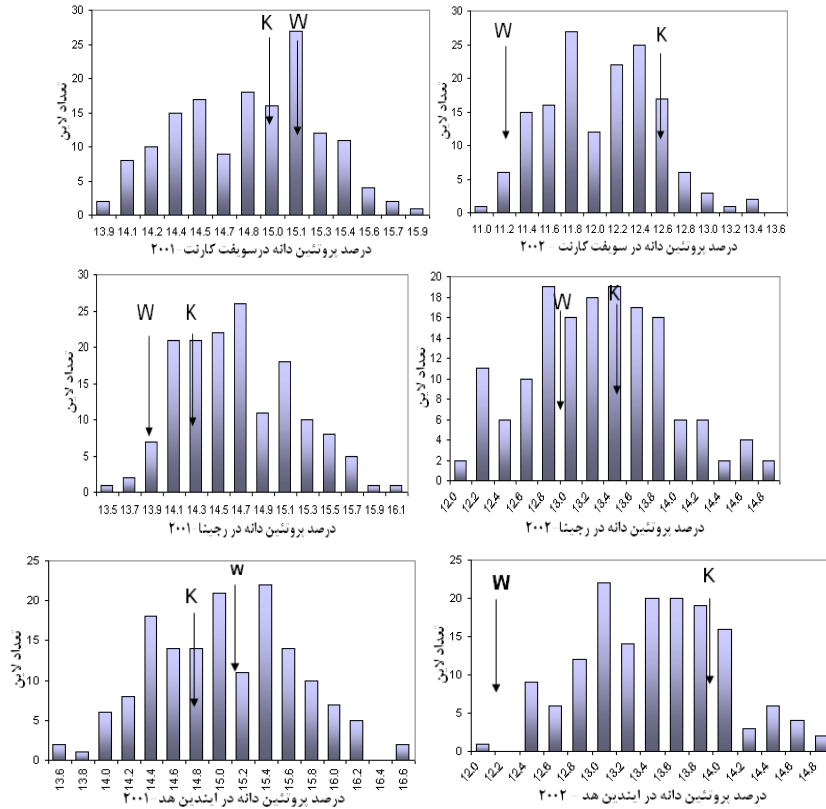 تعداد لاین
30
25
20
15
10
5
0
K W
13.9 14.1 14.2 14.4 14.5 14.7 14.8 15.0 15.1 15.3 15.4 15.6 15.7 15.9
درصد پروتئین دانه در سویفت کارنت-۲۰۰۱
تعداد لاین
30
25
20
15
10
5
0
W K
11.0 11.2 11.4 11.6 11.8 12.0 12.2 12.4 12.6 12.8 13.0 13.2 13.4 13.6
درصد پروتئین دانه در سویفت کارنت - ۲۰۰۲
تعداد لاین
30
25
20
15
10
5
0
W K
13.5 13.7 13.9 14.1 14.3 14.5 14.7 14.9 15.1 15.3 15.5 15.7 15.9 16.1
درصد پروتئین دانه در رجینا-۲۰۰۱
تعداد لاین
20
18
16
14
12
10
8
6
4
2
0
W K
12.0 12.2 12.4 12.6 12.8 13.0 13.2 13.4 13.6 13.8 14.0 14.2 14.4 14.6 14.8
درصد پروتئین دانه در رجینا-۲۰۰۲
تعداد لاین
25
20
15
10
5
0
K w
13.6 13.8 14.0 14.2 14.4 14.6 14.8 15.0 15.2 15.4 15.6 15.8 16.0 16.2 16.4 16.6
درصد پروتئین دانه در ایندین هد-۲۰۰۱
تعداد لاین
25
20
15
10
5
0
W K
12.0 12.2 12.4 12.6 12.8 13.0 13.2 13.4 13.6 13.8 14.0 14.2 14.4 14.6 14.8
درصد پروتئین دانه در ایندین هد - ۲۰۰۲